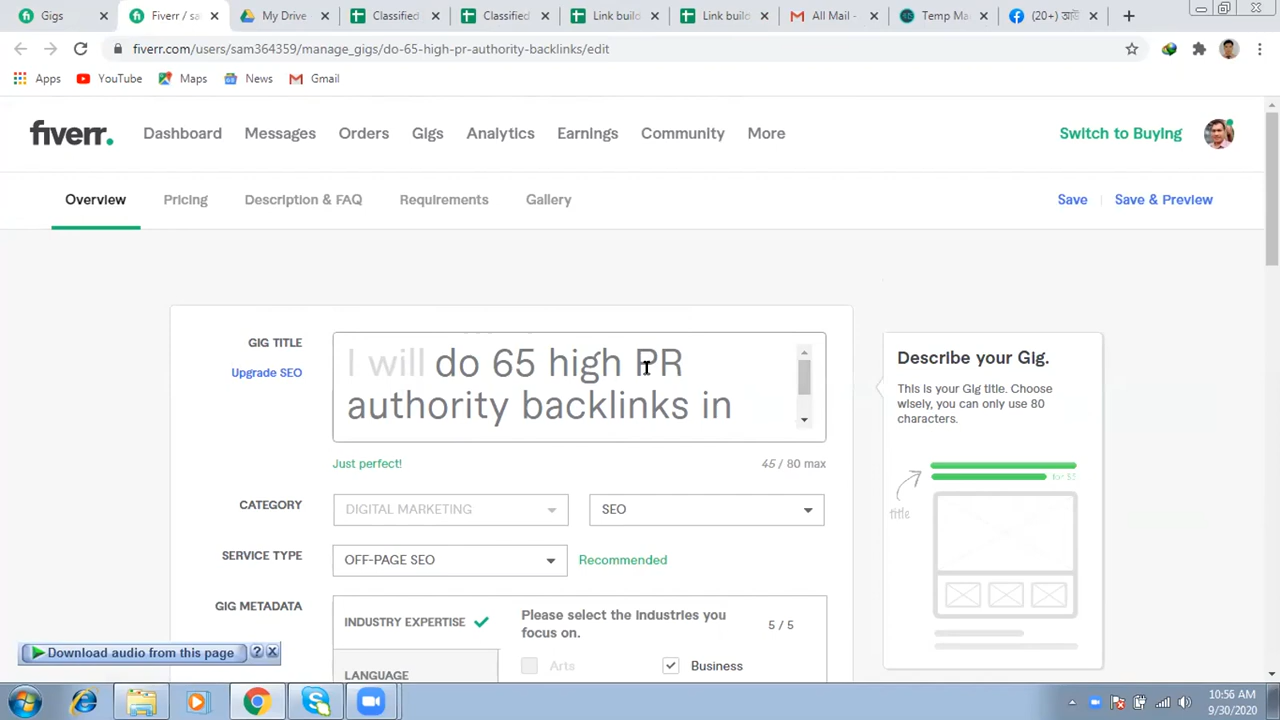 Gigs
Fiverr / sa
My Drive
Classified
Classified
Link build
Link build
All Mail -
Temp Ma
fiverr.com/users/sam364359/manage_gigs/do-65-high-pr-authority-backlinks/edit
Apps
YouTube
Maps
News
Gmail
fiverr.
Dashboard
Messages
Orders
Gigs
Analytics
Earnings
Community
More
Switch to Buying
Overview
Pricing
Description & FAQ
Requirements
Gallery
Save
Save & Preview
GIG TITLE
Upgrade SEO
I will do 65 high PR
authority backlinks in
Just perfect!
45 / 80 max
Describe your Gig.
This is your Gig title. Choose
wisely, you can only use 80
characters.
for $5
title
CATEGORY
DIGITAL MARKETING
SEO
SERVICE TYPE
OFF-PAGE SEO
Recommended
GIG METADATA
INDUSTRY EXPERTISE
Please select the industries you
focus on.
5 / 5
LANGUAGE
Arts
Business
Download audio from this page
10:56 AM
9/30/2020